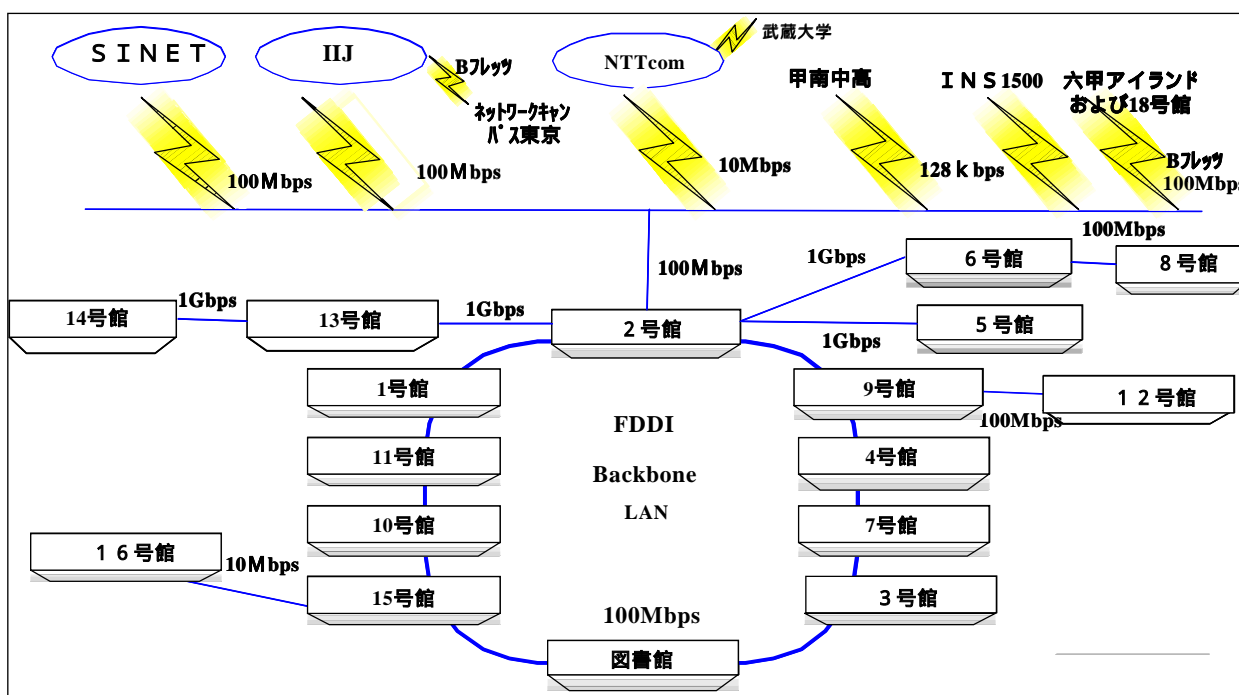 ＳＩＮＥＴ
IIJ
NTTcom
武蔵大学
Bﾌﾚｯﾂ
ﾈｯﾄﾜｰｸｷｬﾝ
ﾊﾟｽ東京
甲南中高
ＩＮＳ1500
六甲アイランド
および18号館
100Ｍbps
100Ｍbps
10Mbps
128ｋbps
Bﾌﾚｯﾂ
100Mbps
100Mbps
100Ｍbps
1Gbps
６号館
８号館
14号館
1Gbps
13号館
1Gbps
２号館
1Gbps
５号館
1号館
9号館
100Mbps
１２号館
FDDI
11号館
4号館
Backbone
LAN
10号館
7号館
１６号館
10Ｍbps
15号館
100Mbps
３号館
図書館